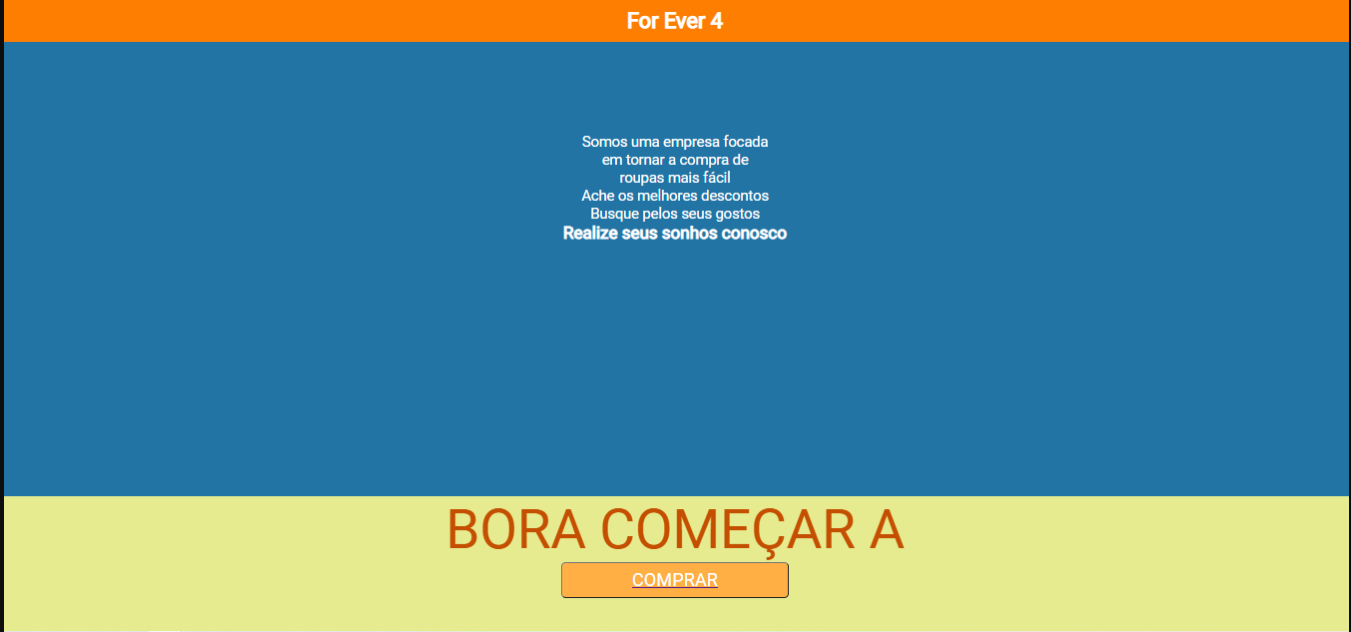 For Ever 4
Somos uma empresa focada
em tornar a compra de
roupas mais fácil
Ache os melhores descontos
Busque pelos seus gostos
Realize seus sonhos conosco
BORA COMEÇAR A
COMPRAR